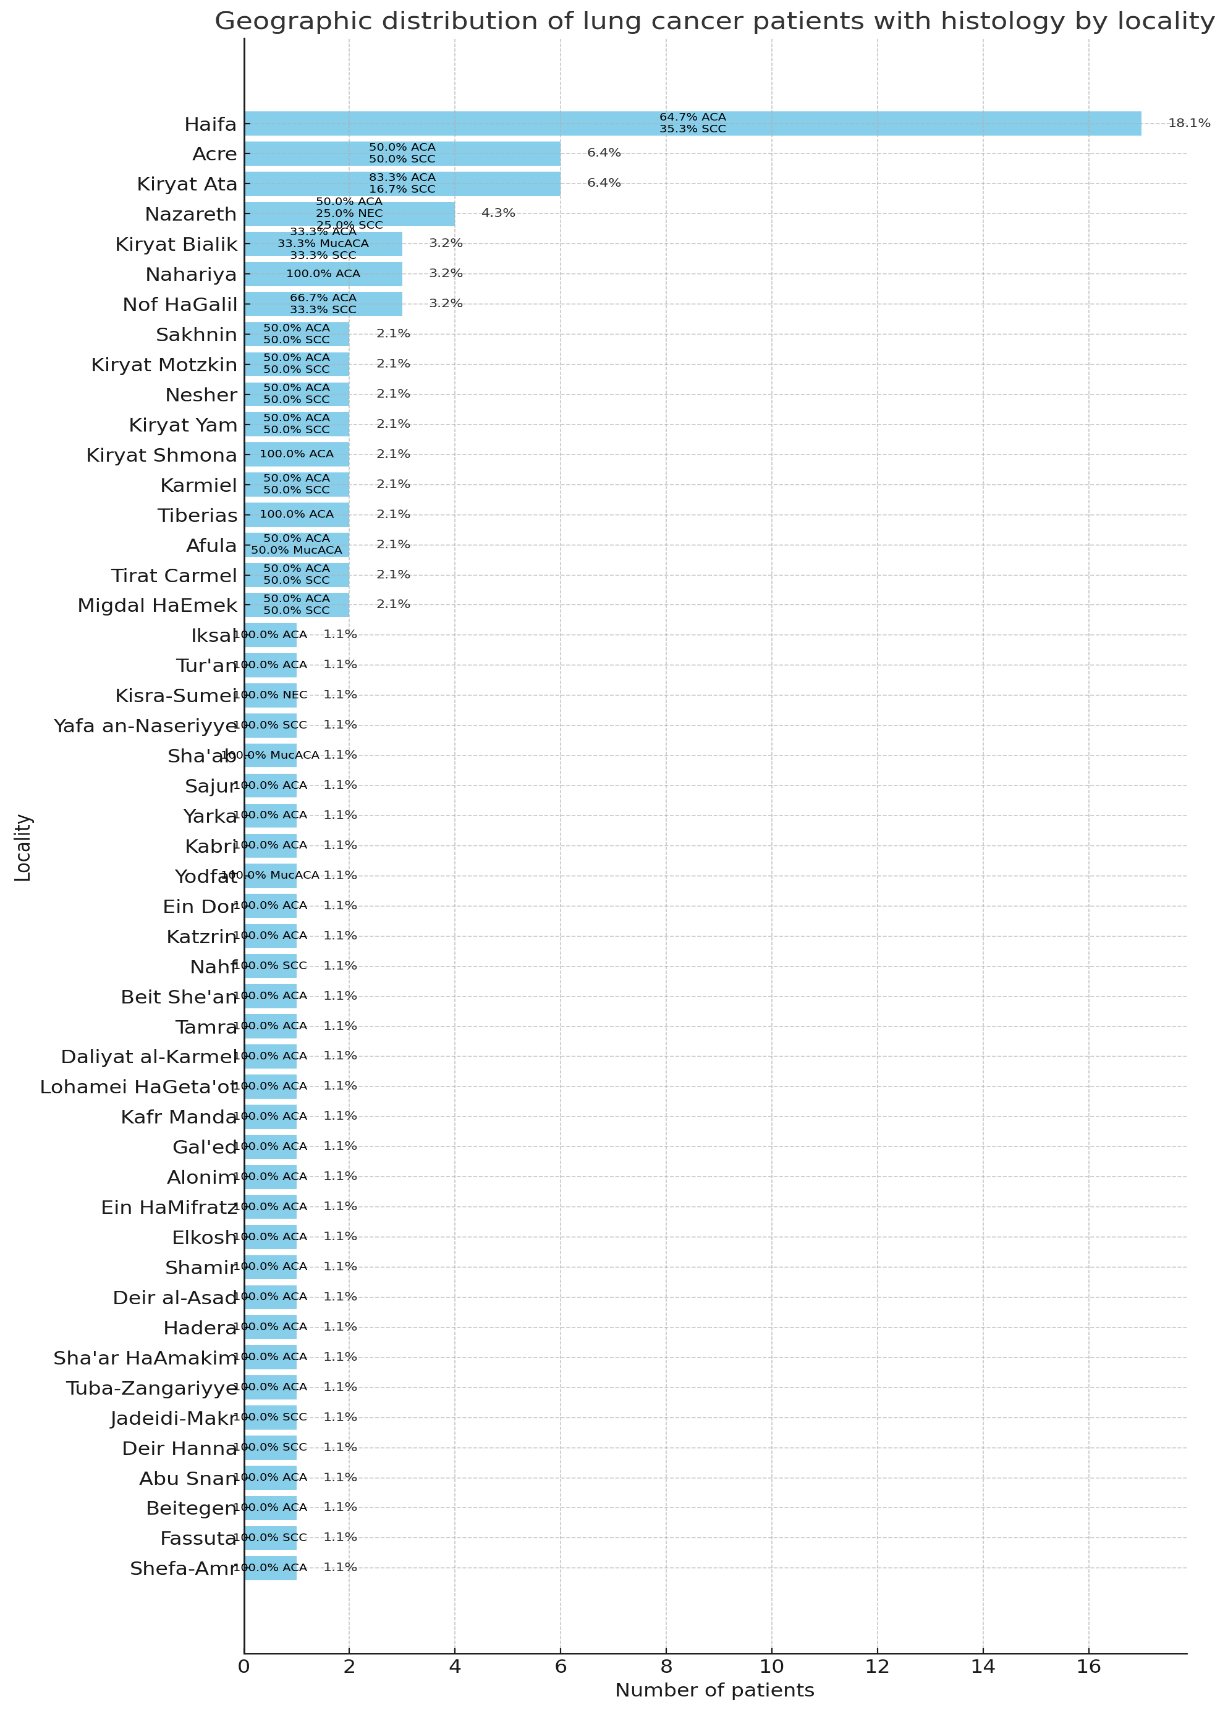 Geographic distribution of lung cancer patients with histology by locality
Haifa
64.7% ACA
35.3% SCC
18.1%
Acre
50.0% ACA
50.0% SCC
6.4%
Kiryat Ata
83.3% ACA
16.7% SCC
6.4%
Nazareth
50.0% ACA
25.0% NEC
25.0% SCC
4.3%
Kiryat Bialik
33.3% ACA
33.3% MucACA
33.3% SCC
3.2%
Nahariya
100.0% ACA
3.2%
Nof HaGalil
66.7% ACA
33.3% SCC
3.2%
Sakhnin
50.0% ACA
50.0% SCC
2.1%
Kiryat Motzkin
50.0% ACA
50.0% SCC
2.1%
Nesher
50.0% ACA
50.0% SCC
2.1%
Kiryat Yam
50.0% ACA
50.0% SCC
2.1%
Kiryat Shmona
100.0% ACA
2.1%
Karmiel
50.0% ACA
50.0% SCC
2.1%
Tiberias
100.0% ACA
2.1%
Afula
50.0% ACA
50.0% MucACA
2.1%
Tirat Carmel
50.0% ACA
50.0% SCC
2.1%
Migdal HaEmek
50.0% ACA
50.0% SCC
2.1%
Iksal
100.0% ACA
1.1%
Tur'an
100.0% ACA
1.1%
Kisra-Sumei
100.0% NEC
1.1%
Yafa an-Naseriyye
100.0% SCC
1.1%
Sha'ab
100.0% MucACA
1.1%
Sajur
100.0% ACA
1.1%
Yarka
100.0% ACA
1.1%
Kabri
100.0% ACA
1.1%
Yodfat
100.0% MucACA
1.1%
Ein Dor
100.0% ACA
1.1%
Katzrin
100.0% ACA
1.1%
Nahf
100.0% SCC
1.1%
Beit She'an
100.0% ACA
1.1%
Tamra
100.0% ACA
1.1%
Daliyat al-Karmel
100.0% ACA
1.1%
Lohamei HaGeta'ot
100.0% ACA
1.1%
Kafr Manda
100.0% ACA
1.1%
Gal'ed
100.0% ACA
1.1%
Alonim
100.0% ACA
1.1%
Ein HaMifratz
100.0% ACA
1.1%
Elkosh
100.0% ACA
1.1%
Shamir
100.0% ACA
1.1%
Deir al-Asad
100.0% ACA
1.1%
Hadera
100.0% ACA
1.1%
Sha'ar HaAmakim
100.0% ACA
1.1%
Tuba-Zangariyye
100.0% ACA
1.1%
Jadeidi-Makr
100.0% SCC
1.1%
Deir Hanna
100.0% SCC
1.1%
Abu Snan
100.0% ACA
1.1%
Beitegen
100.0% ACA
1.1%
Fassuta
100.0% SCC
1.1%
Shefa-Amr
100.0% ACA
1.1%
Locality
0 2 4 6 8 10 12 14 16
Number of patients